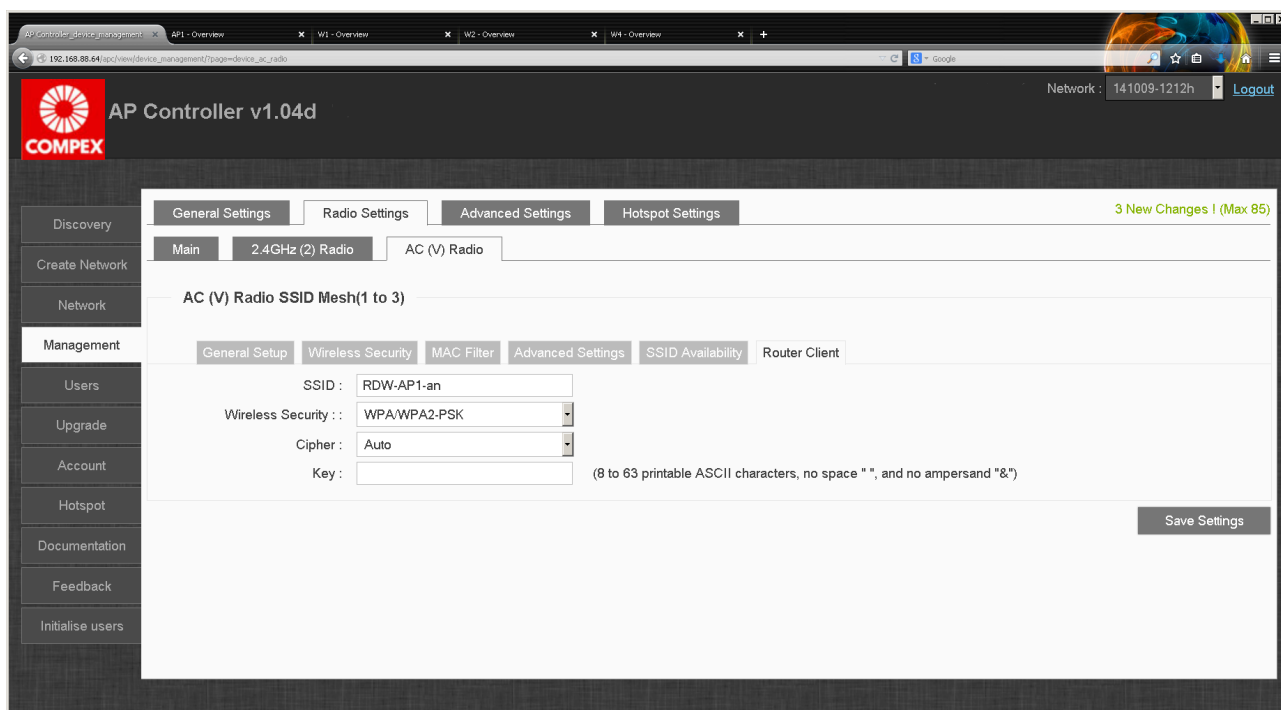 AP Controller_device_management × AP1 - Overview × W1 - Overview × W2 - Overview × W4 - Overview × +
192.168.88.64/apc/view/device_management/?page=device_ac_radio Google
COMPEX
AP Controller v1.04d
Network : 141009-1212h Logout
General Settings Radio Settings Advanced Settings Hotspot Settings 3 New Changes ! (Max 85)
Main 2.4GHz (2) Radio AC (V) Radio
Discovery
Create Network
Network
Management
Users
Upgrade
Account
Hotspot
Documentation
Feedback
Initialise users
AC (V) Radio SSID Mesh(1 to 3)
General Setup Wireless Security MAC Filter Advanced Settings SSID Availability Router Client
SSID : RDW-AP1-an
Wireless Security : : WPA/WPA2-PSK
Cipher : Auto
Key : (8 to 63 printable ASCII characters, no space " ", and no ampersand "&")
Save Settings